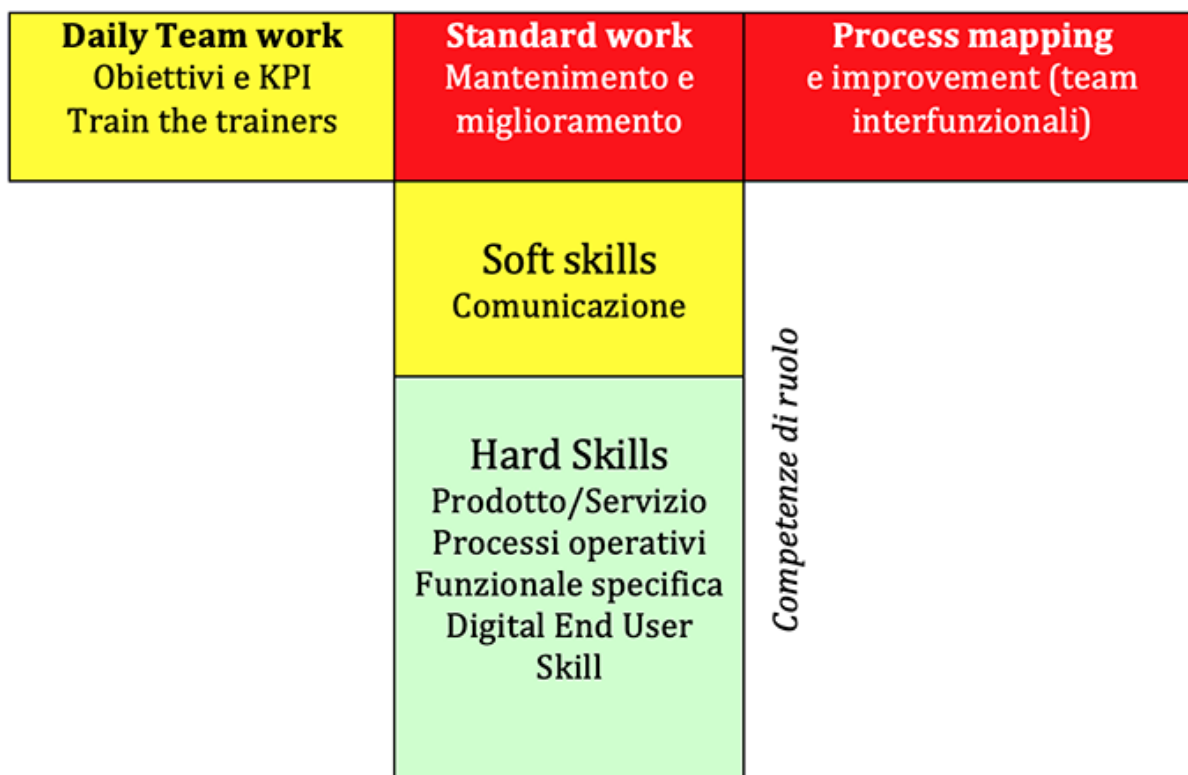 Daily Team work
Obiettivi e KPI
Train the trainers
Standard work
Mantenimento e
miglioramento
Process mapping
e improvement (team
interfunzionali)
Soft skills
Comunicazione
Hard Skills
Prodotto/Servizio
Processi operativi
Funzionale specifica
Digital End User
Skill
Competenze di ruolo